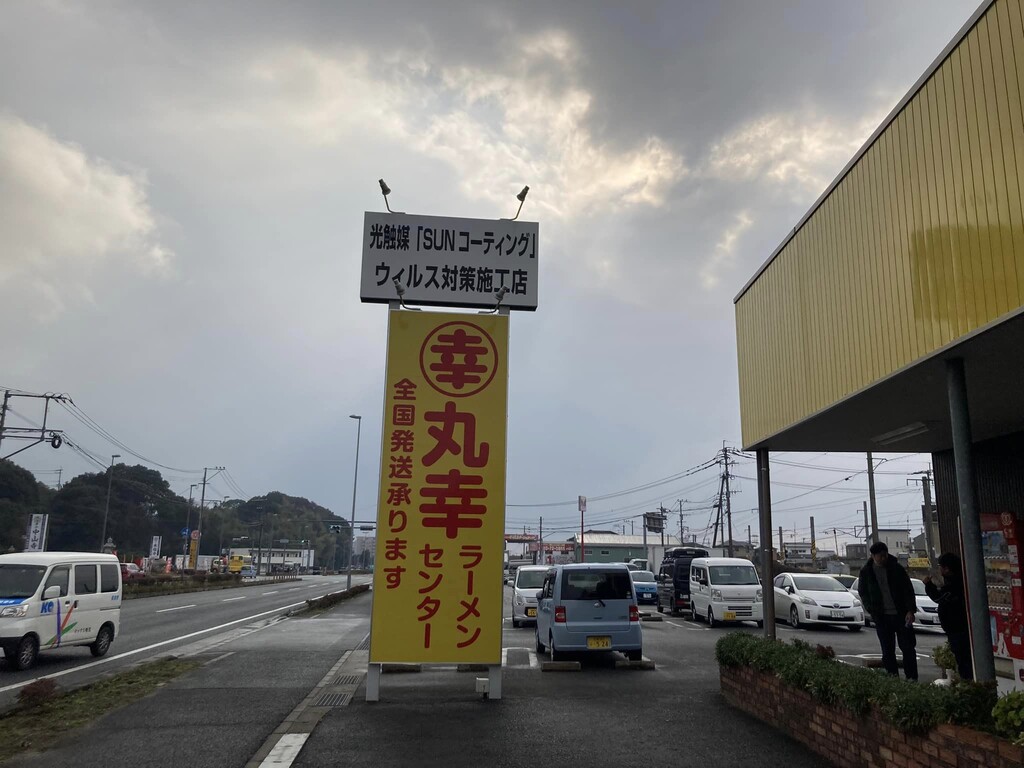 光触媒「SUNコーティング」
ウィルス対策施工店
幸
丸幸
ラーメン
センター
全国発送承ります